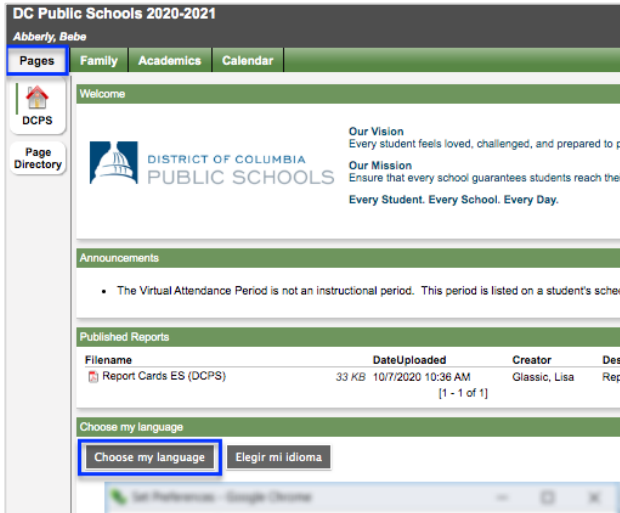 DC Public Schools 2020-2021
Abberly, Bebe
Pages Family Academics Calendar
DCPS
Page Directory
Welcome
DISTRICT OF COLUMBIA
PUBLIC SCHOOLS
Our Vision
Every student feels loved, challenged, and prepared to
Our Mission
Ensure that every school guarantees students reach
Every Student. Every School. Every Day.
Announcements
• The Virtual Attendance Period is not an instructional period. This period is listed on a student's
Published Reports
Filename DateUploaded Creator
Report Cards ES (DCPS) 33 KB 10/7/2020 10:36 AM Glassic, Lisa
[1 - 1 of 1]
Choose my language
Choose my language Elegir mi idioma
Set Preferences - Google Chrome